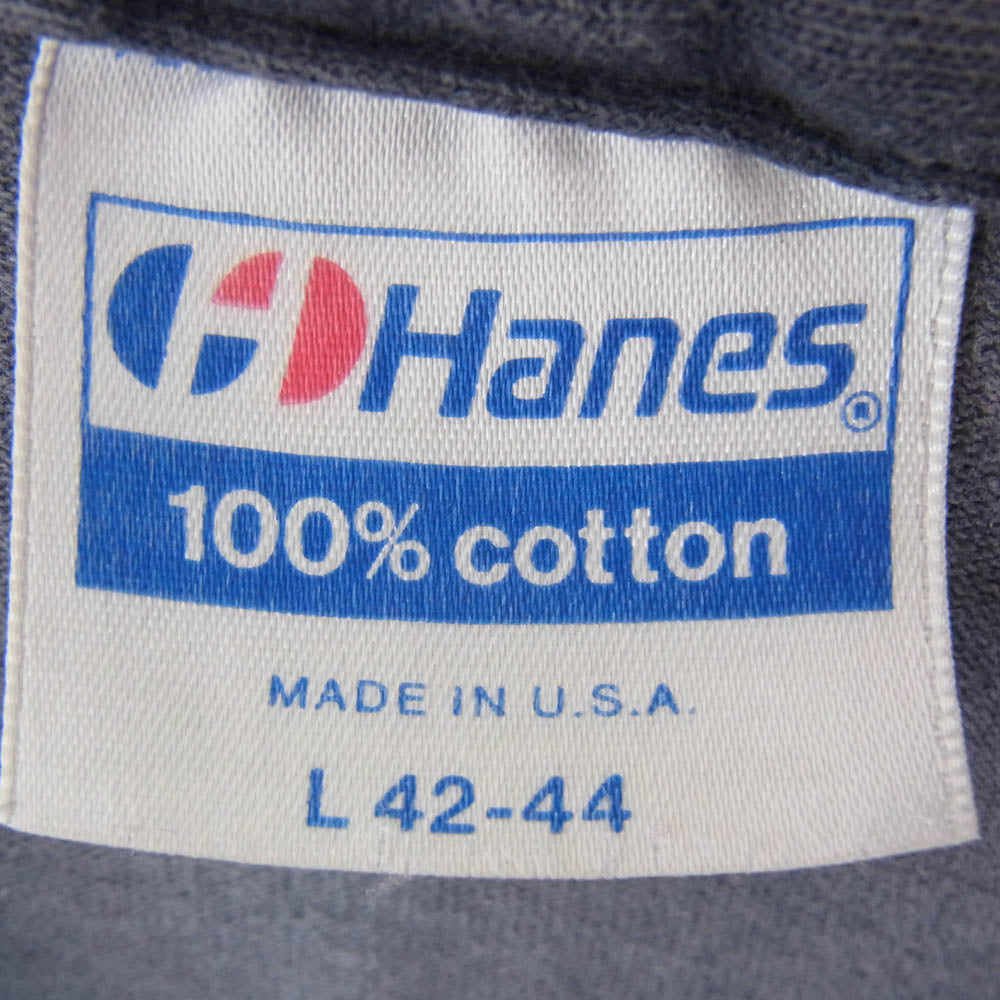 Hanes®
100% cotton
MADE IN U.S.A.
L 42-44